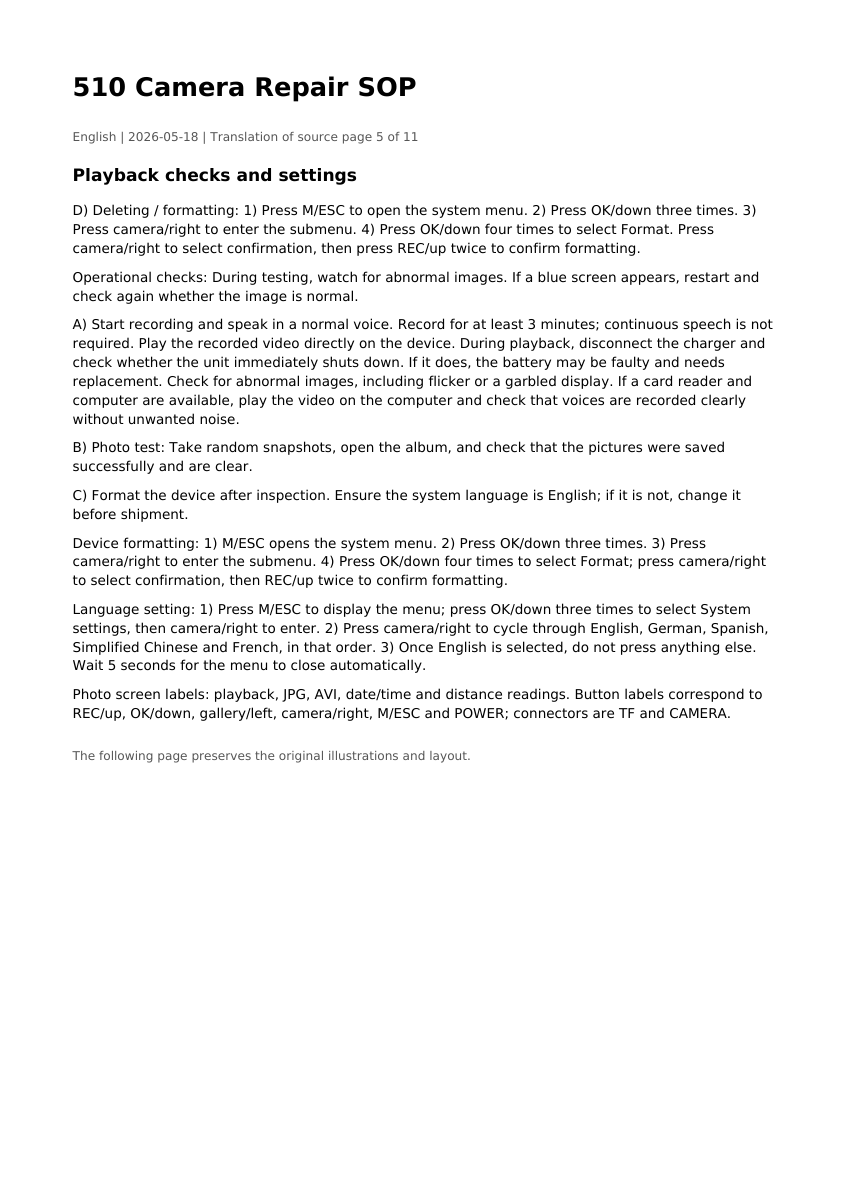 510 Camera Repair SOP
English | 2026-05-18 | Translation of source page 5 of 11
Playback checks and settings
D) Deleting / formatting: 1) Press M/ESC to open the system menu. 2) Press OK/down three times. 3)
Press camera/right to enter the submenu. 4) Press OK/down four times to select Format. Press
camera/right to select confirmation, then press REC/up twice to confirm formatting.
Operational checks: During testing, watch for abnormal images. If a blue screen appears, restart and
check again whether the image is normal.
A) Start recording and speak in a normal voice. Record for at least 3 minutes; continuous speech is not
required. Play the recorded video directly on the device. During playback, disconnect the charger and
check whether the unit immediately shuts down. If it does, the battery may be faulty and needs
replacement. Check for abnormal images, including flicker or a garbled display. If a card reader and
computer are available, play the video on the computer and check that voices are recorded clearly
without unwanted noise.
B) Photo test: Take random snapshots, open the album, and check that the pictures were saved
successfully and are clear.
C) Format the device after inspection. Ensure the system language is English; if it is not, change it
before shipment.
Device formatting: 1) M/ESC opens the system menu. 2) Press OK/down three times. 3) Press
camera/right to enter the submenu. 4) Press OK/down four times to select Format; press camera/right
to select confirmation, then REC/up twice to confirm formatting.
Language setting: 1) Press M/ESC to display the menu; press OK/down three times to select System
settings, then camera/right to enter. 2) Press camera/right to cycle through English, German, Spanish,
Simplified Chinese and French, in that order. 3) Once English is selected, do not press anything else.
Wait 5 seconds for the menu to close automatically.
Photo screen labels: playback, JPG, AVI, date/time and distance readings. Button labels correspond to
REC/up, OK/down, gallery/left, camera/right, M/ESC and POWER; connectors are TF and CAMERA.
The following page preserves the original illustrations and layout.